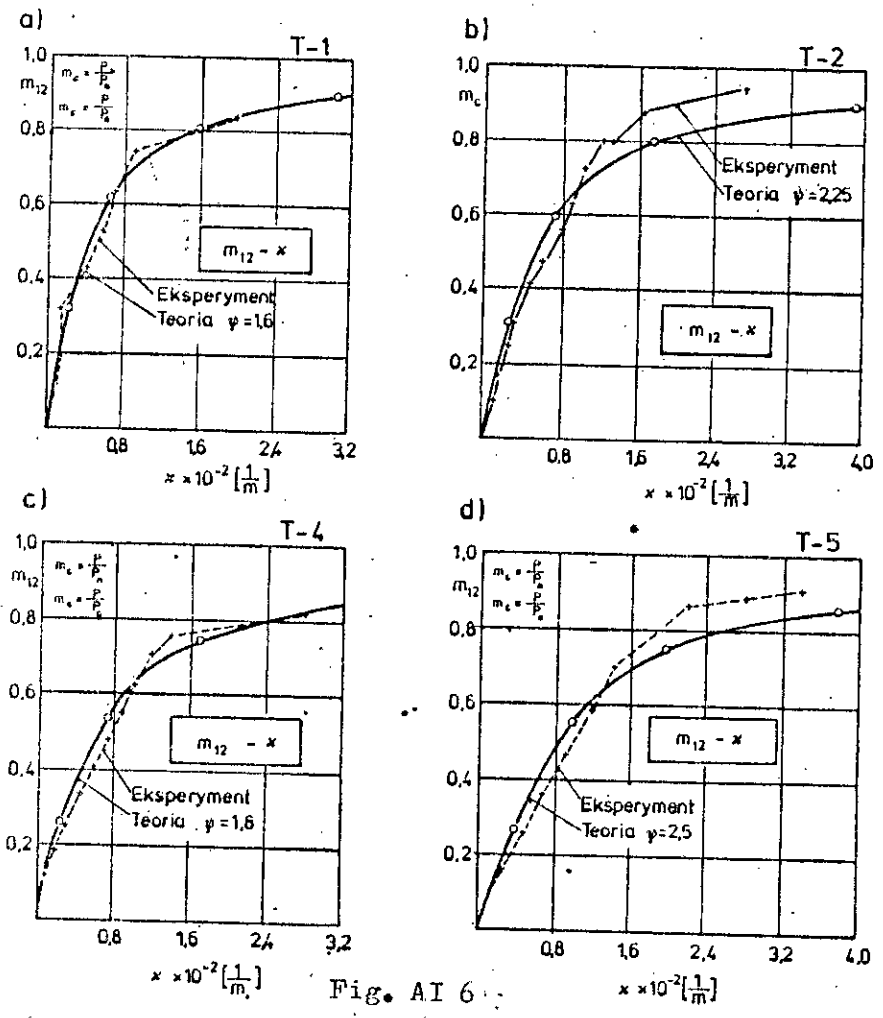 a)
T-1
1,0
m₁₂
0,8
0,6
0,4
0,2
m₁₂ - ϰ
Eksperyment
Teoria ψ=1,6
0,8 1,6 2,4 3,2
ϰ × 10⁻² [1/m]
b)
T-2
1,0
m_c
0,8
0,6
0,4
0,2
Eksperyment
Teoria ψ=2,25
m₁₂ - ϰ
0,8 1,6 2,4 3,2 4,0
ϰ × 10⁻² [1/m]
c)
T-4
1,0
m₁₂
0,8
0,6
0,4
0,2
m₁₂ - ϰ
Eksperyment
Teoria ψ=1,6
0,8 1,6 2,4 3,2
ϰ × 10⁻² [1/m]
d)
T-5
1,0
m₁₂
0,8
0,6
0,4
0,2
m₁₂ - ϰ
Eksperyment
Teoria ψ=2,5
0,8 1,6 2,4 3,2 4,0
ϰ × 10⁻² [1/m]
Fig. AI 6